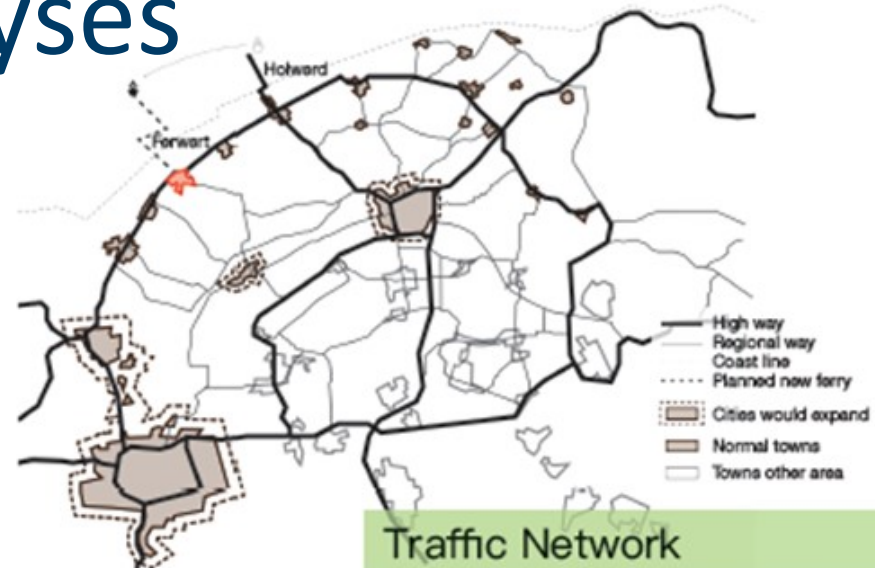 yses
Holward
Ferwert
High way
Regional way
Coast line
Planned new ferry
Cities would expand
Normal towns
Towns other area
Traffic Network